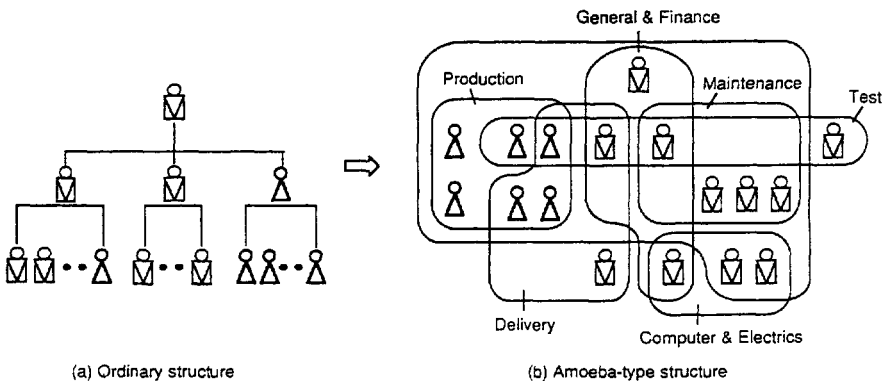 General & Finance
Production
Maintenance
Test
Delivery
Computer & Electrics
(a) Ordinary structure
(b) Amoeba-type structure